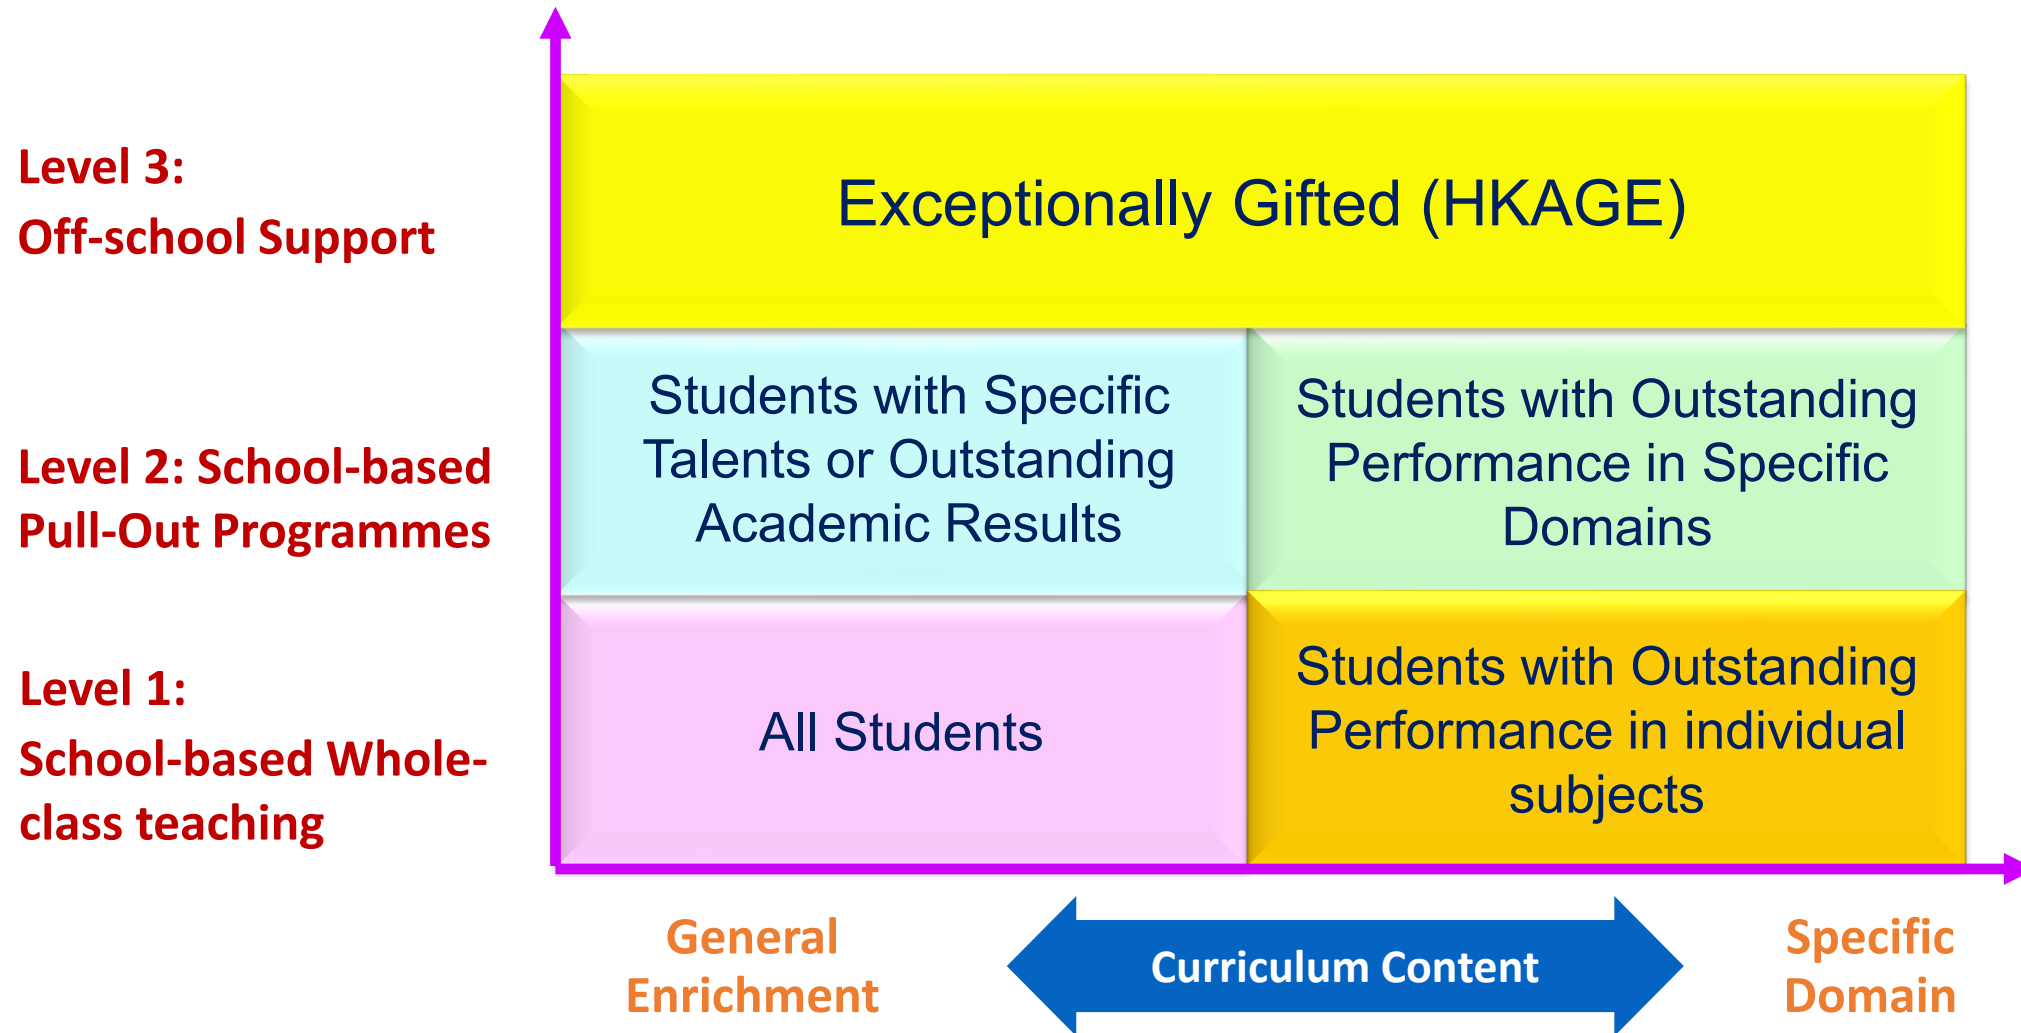 Level 3:
Off-school Support
Exceptionally Gifted (HKAGE)
Level 2: School-based
Pull-Out Programmes
Students with Specific
Talents or Outstanding
Academic Results
Students with Outstanding
Performance in Specific
Domains
Level 1:
School-based Whole-
class teaching
All Students
Students with Outstanding
Performance in individual
subjects
General
Enrichment
Curriculum Content
Specific
Domain